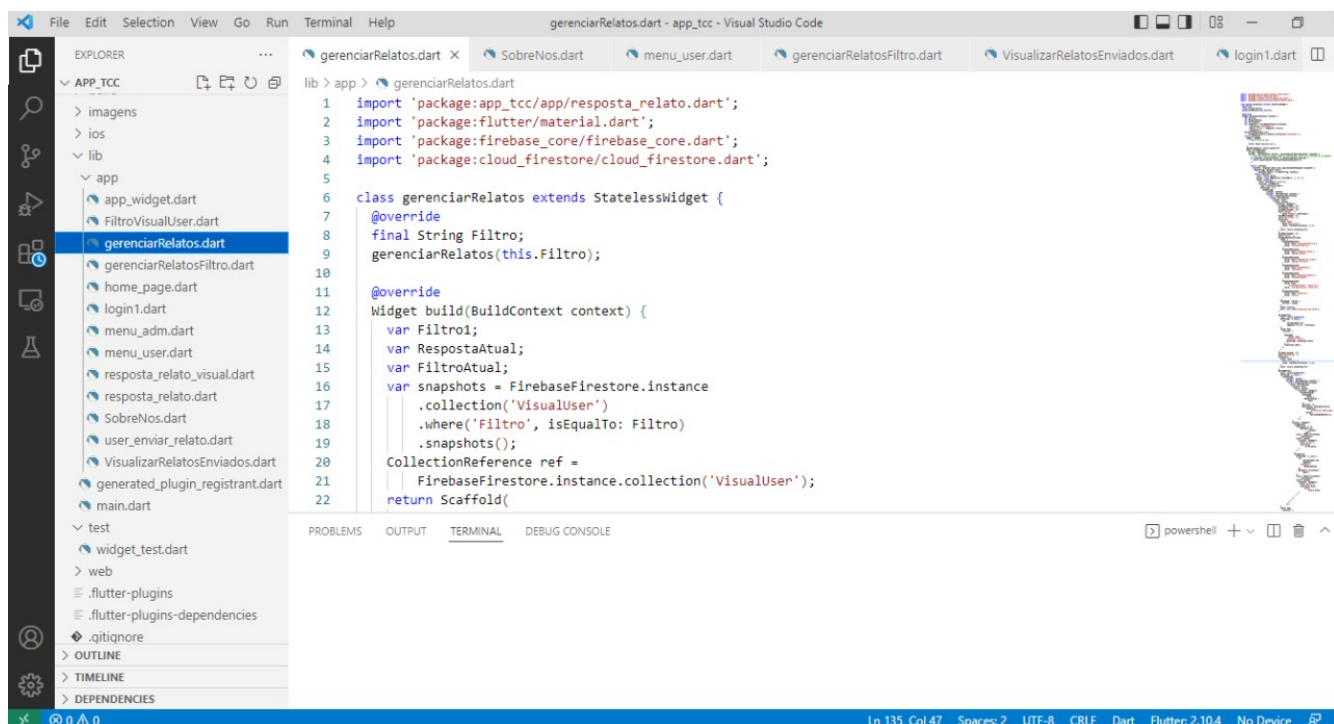 File Edit Selection View Go Run Terminal Help gerenciarRelatos.dart - app_tcc - Visual Studio Code
EXPLORER ...
gerenciarRelatos.dart SobreNos.dart menu_user.dart gerenciarRelatosFiltro.dart VisualizarRelatosEnviados.dart login1.dart
APP_TCC
imagens
ios
lib
app
app_widget.dart
FiltroVisualUser.dart
gerenciarRelatos.dart
gerenciarRelatosFiltro.dart
home_page.dart
login1.dart
menu_adm.dart
menu_user.dart
resposta_relato_visual.dart
resposta_relato.dart
SobreNos.dart
user_enviar_relato.dart
VisualizarRelatosEnviados.dart
generated_plugin_registrant.dart
main.dart
test
widget_test.dart
web
.flutter-plugins
.flutter-plugins-dependencies
.gitignore
OUTLINE
TIMELINE
DEPENDENCIES
lib > app > gerenciarRelatos.dart
1 import 'package:app_tcc/app/resposta_relato.dart';
2 import 'package:flutter/material.dart';
3 import 'package:firebase_core/firebase_core.dart';
4 import 'package:cloud_firestore/cloud_firestore.dart';
5
6 class gerenciarRelatos extends StatelessWidget {
7 @override
8 final String Filtro;
9 gerenciarRelatos(this.Filtro);
10
11 @override
12 Widget build(BuildContext context) {
13 var Filtro1;
14 var RespostaAtual;
15 var FiltroAtual;
16 var snapshots = FirebaseFirestore.instance
17 .collection('VisualUser')
18 .where('Filtro', isEqualTo: Filtro)
19 .snapshots();
20 CollectionReference ref =
21 FirebaseFirestore.instance.collection('VisualUser');
22 return Scaffold(
PROBLEMS OUTPUT TERMINAL DEBUG CONSOLE powershell
0 0 Ln 135, Col 47 Spaces: 2 UTF-8 CRLF Dart Flutter: 2.10.4 No Device